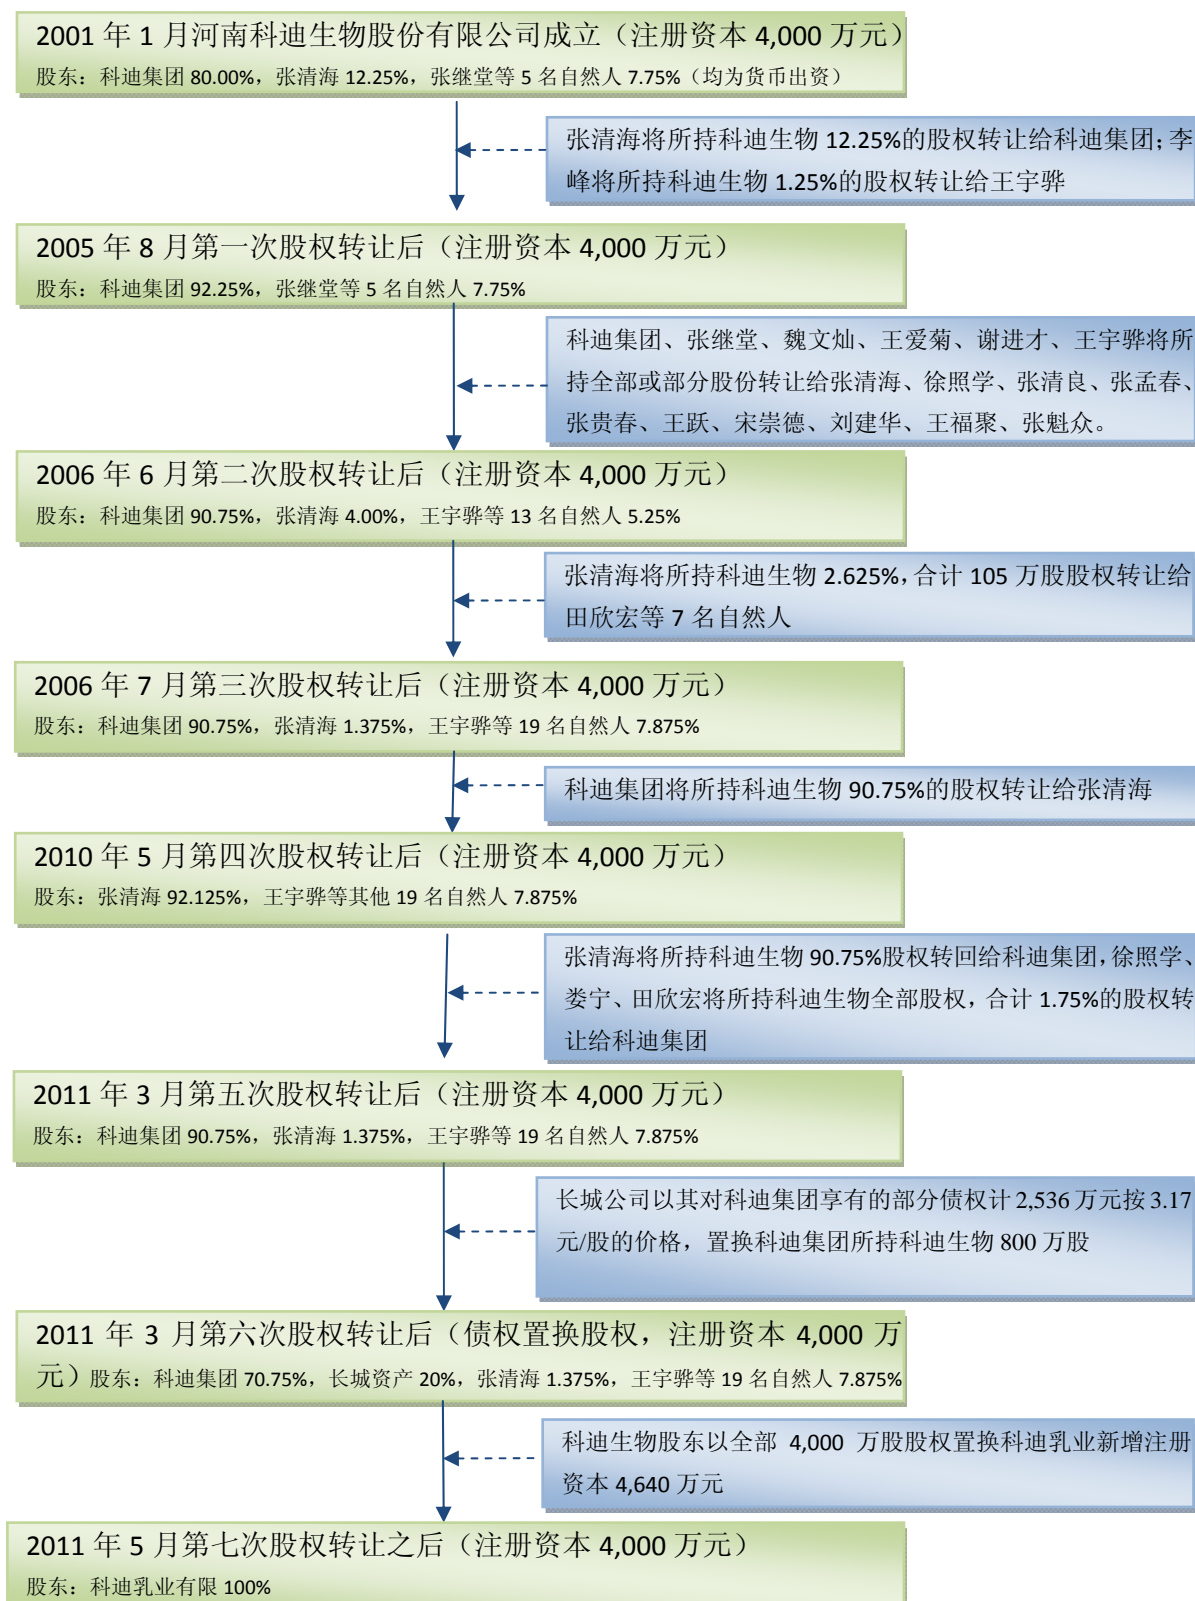 2001 年 1 月河南科迪生物股份有限公司成立（注册资本 4,000 万元）
股东：科迪集团 80.00%，张清海 12.25%，张继堂等 5 名自然人 7.75%（均为货币出资）
张清海将所持科迪生物 12.25%的股权转让给科迪集团；李
峰将所持科迪生物 1.25%的股权转让给王宇骅
2005 年 8 月第一次股权转让后（注册资本 4,000 万元）
股东：科迪集团 92.25%，张继堂等 5 名自然人 7.75%
科迪集团、张继堂、魏文灿、王爱菊、谢进才、王宇骅将所
持全部或部分股份转让给张清海、徐照学、张清良、张孟春、
张贵春、王跃、宋崇德、刘建华、王福聚、张魁众。
2006 年 6 月第二次股权转让后（注册资本 4,000 万元）
股东：科迪集团 90.75%，张清海 4.00%，王宇骅等 13 名自然人 5.25%
张清海将所持科迪生物 2.625%，合计 105 万股股权转让给
田欣宏等 7 名自然人
2006 年 7 月第三次股权转让后（注册资本 4,000 万元）
股东：科迪集团 90.75%，张清海 1.375%，王宇骅等 19 名自然人 7.875%
科迪集团将所持科迪生物 90.75%的股权转让给张清海
2010 年 5 月第四次股权转让后（注册资本 4,000 万元）
股东：张清海 92.125%，王宇骅等其他 19 名自然人 7.875%
张清海将所持科迪生物 90.75%股权转回给科迪集团，徐照学、
娄宁、田欣宏将所持科迪生物全部股权，合计 1.75%的股权转
让给科迪集团
2011 年 3 月第五次股权转让后（注册资本 4,000 万元）
股东：科迪集团 90.75%，张清海 1.375%，王宇骅等 19 名自然人 7.875%
长城公司以其对科迪集团享有的部分债权计 2,536 万元按 3.17
元/股的价格，置换科迪集团所持科迪生物 800 万股
2011 年 3 月第六次股权转让后（债权置换股权，注册资本 4,000 万
元）股东：科迪集团 70.75%，长城资产 20%，张清海 1.375%，王宇骅等 19 名自然人 7.875%
科迪生物股东以全部 4,000 万股股权置换科迪乳业新增注册
资本 4,640 万元
2011 年 5 月第七次股权转让之后（注册资本 4,000 万元）
股东：科迪乳业有限 100%